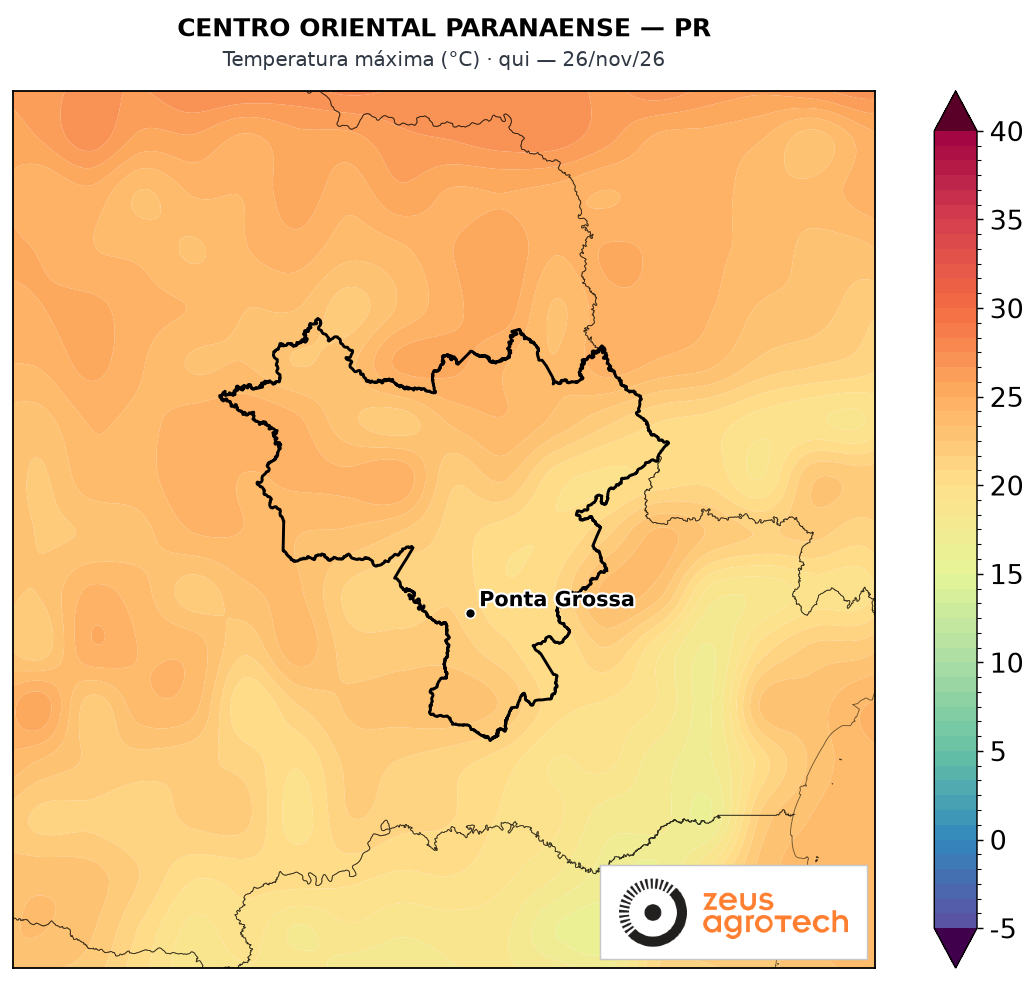 CENTRO ORIENTAL PARANAENSE — PR
Temperatura máxima (°C) · qui — 26/nov/26
40
35
30
25
20
15
10
5
0
-5
Ponta Grossa
zeus
agrotech